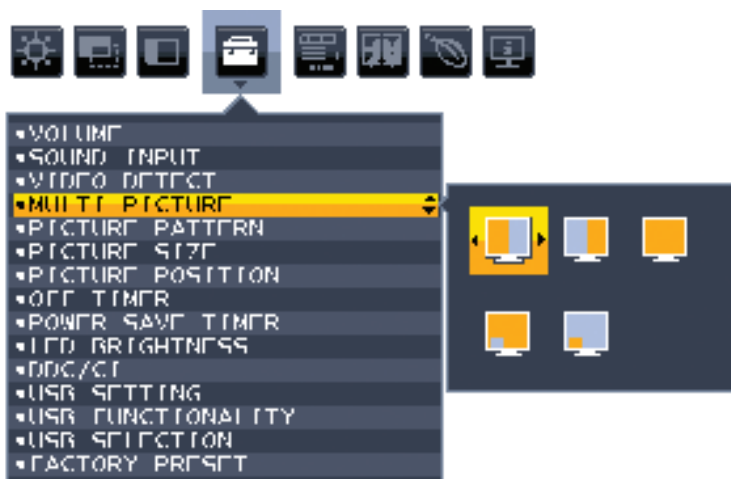 VOLUME
SOUND INPUT
VIDEO DETECT
MULTI PICTURE
PICTURE PATTERN
PICTURE SIZE
PICTURE POSITION
OFF TIMER
POWER SAVE TIMER
LED BRIGHTNESS
DDC/CI
USB SETTING
USB FUNCTIONALITY
USB SELECTION
FACTORY PRESET